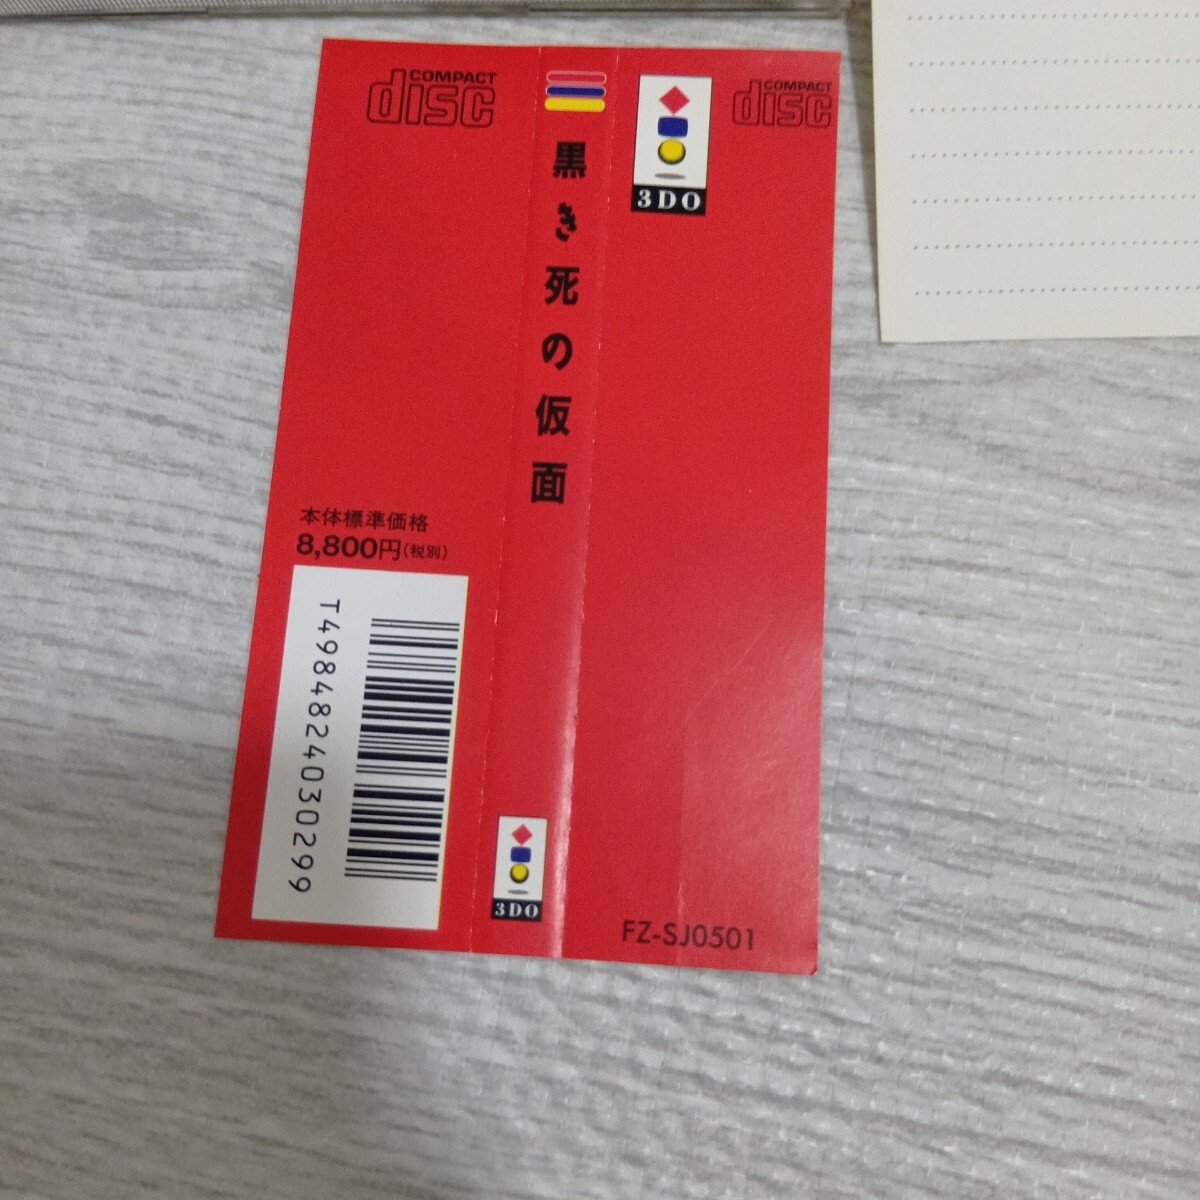 COMPACT
disc
本体標準価格
8,800円(税別)
T4984824030299
黒き死の仮面
3DO
3DO
COMPACT
disc
FZ-SJ0501